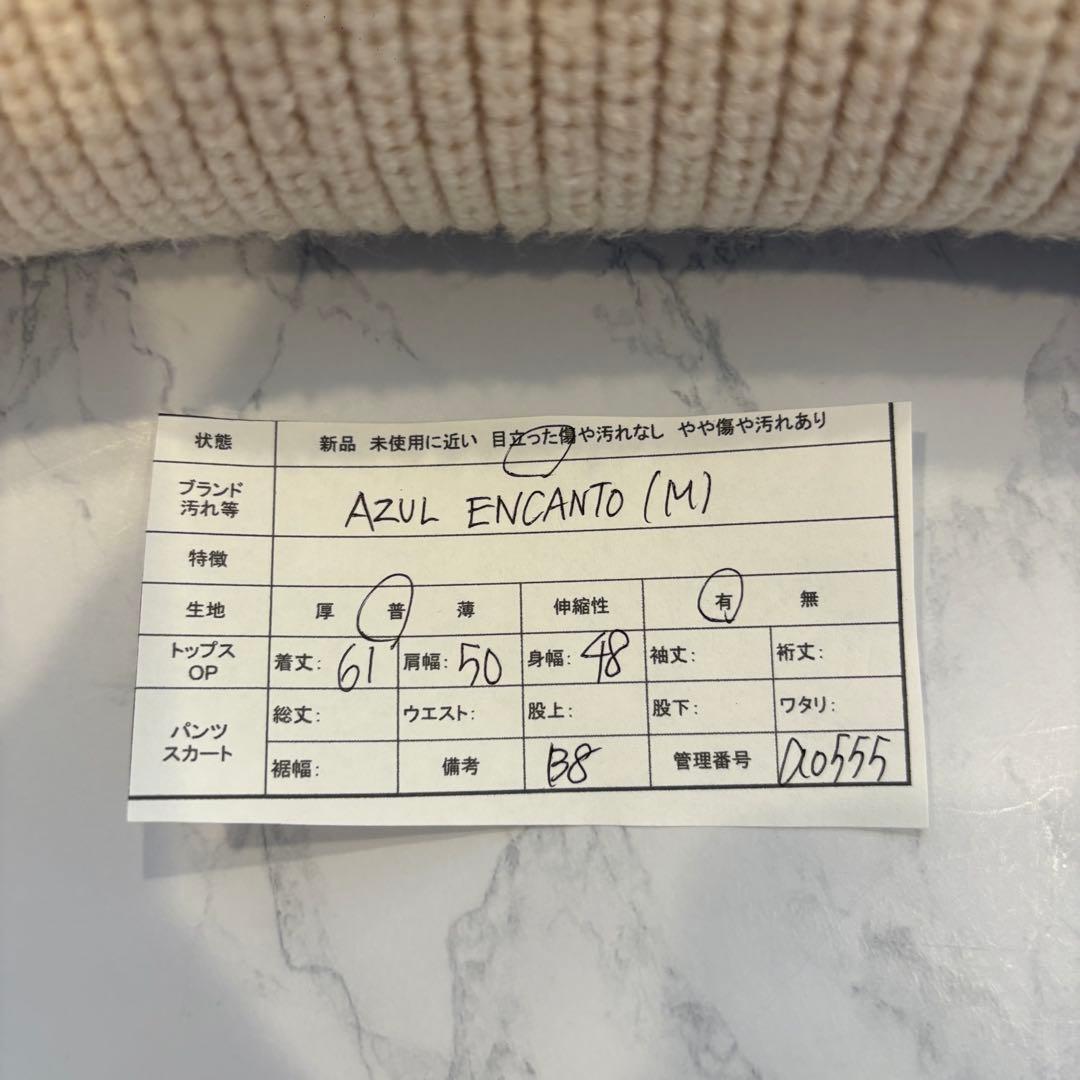 状態 新品 未使用に近い 目立った傷や汚れなし やや傷や汚れあり
ブランド
汚れ等 AZUL ENCANTO (M)
特徴
生地 厚 普 薄 伸縮性 有 無
トップス
OP 着丈: 61 肩幅: 50 身幅: 48 袖丈: 裄丈:
パンツ
スカート 総丈: ウエスト: 股上: 股下: ワタリ:
裾幅: 備考 B8 管理番号 a0555